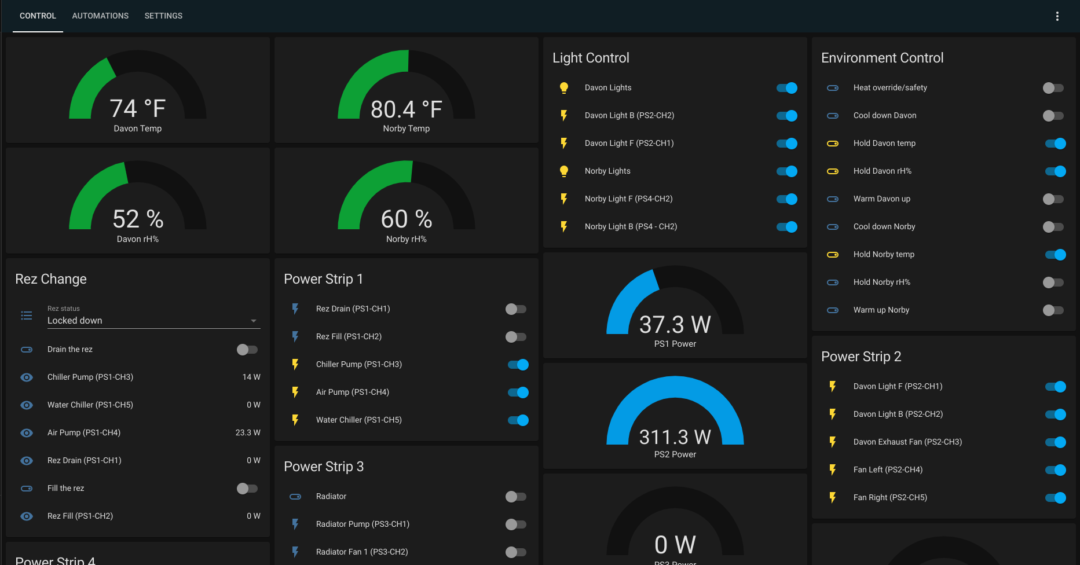 CONTROL AUTOMATIONS SETTINGS
74 °F
Davon Temp
80.4 °F
Norby Temp
52 %
Davon rH%
60 %
Norby rH%
Rez Change
Rez status
Locked down
Drain the rez
Chiller Pump (PS1-CH3) 14 W
Water Chiller (PS1-CH5) 0 W
Air Pump (PS1-CH4) 23.3 W
Rez Drain (PS1-CH1) 0 W
Fill the rez
Rez Fill (PS1-CH2) 0 W
Power Strip 4
Power Strip 1
Rez Drain (PS1-CH1)
Rez Fill (PS1-CH2)
Chiller Pump (PS1-CH3)
Air Pump (PS1-CH4)
Water Chiller (PS1-CH5)
Power Strip 3
Radiator
Radiator Pump (PS3-CH1)
Radiator Fan 1 (PS3-CH2)
Light Control
Davon Lights
Davon Light B (PS2-CH2)
Davon Light F (PS2-CH1)
Norby Lights
Norby Light F (PS4-CH2)
Norby Light B (PS4 - CH2)
37.3 W
PS1 Power
311.3 W
PS2 Power
0 W
PS3 Power
Environment Control
Heat override/safety
Cool down Davon
Hold Davon temp
Hold Davon rH%
Warm Davon up
Cool down Norby
Hold Norby temp
Hold Norby rH%
Warm up Norby
Power Strip 2
Davon Light F (PS2-CH1)
Davon Light B (PS2-CH2)
Davon Exhaust Fan (PS2-CH3)
Fan Left (PS2-CH4)
Fan Right (PS2-CH5)